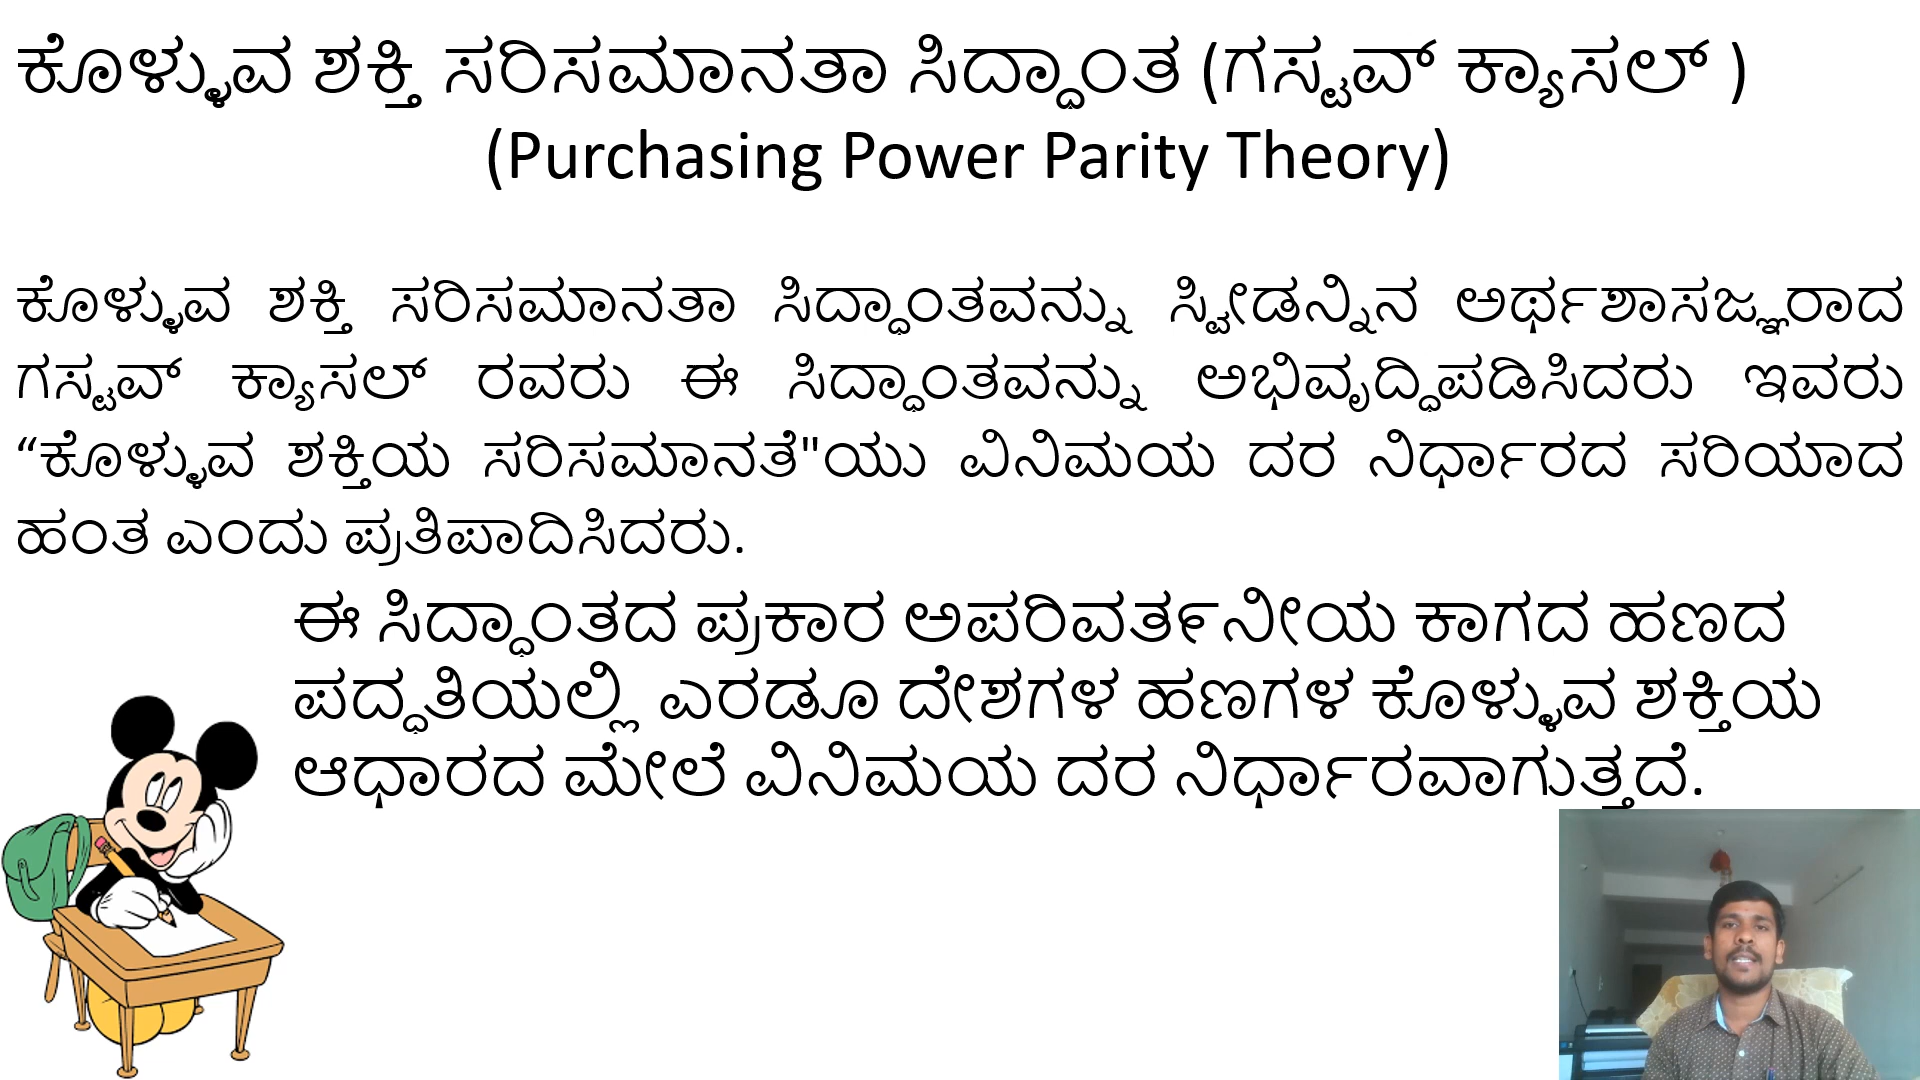 ಕೊಳ್ಳುವ ಶಕ್ತಿ ಸರಿಸಮಾನತಾ ಸಿದ್ದಾಂತ (ಗಸ್ಟವ್ ಕ್ಯಾಸಲ್ )
(Purchasing Power Parity Theory)
ಕೊಳ್ಳುವ ಶಕ್ತಿ ಸರಿಸಮಾನತಾ ಸಿದ್ಧಾಂತವನ್ನು ಸ್ವೀಡನ್ನಿನ ಅರ್ಥಶಾಸಜ್ಞರಾದ
ಗಸ್ಟವ್ ಕ್ಯಾಸಲ್ ರವರು ಈ ಸಿದ್ಧಾಂತವನ್ನು ಅಭಿವೃದ್ಧಿಪಡಿಸಿದರು ಇವರು
“ಕೊಳ್ಳುವ ಶಕ್ತಿಯ ಸರಿಸಮಾನತೆ"ಯು ವಿನಿಮಯ ದರ ನಿರ್ಧಾರದ ಸರಿಯಾದ
ಹಂತ ಎಂದು ಪ್ರತಿಪಾದಿಸಿದರು.
ಈ ಸಿದ್ಧಾಂತದ ಪ್ರಕಾರ ಅಪರಿವತ೯ನೀಯ ಕಾಗದ ಹಣದ
ಪದ್ಧತಿಯಲ್ಲಿ ಎರಡೂ ದೇಶಗಳ ಹಣಗಳ ಕೊಳ್ಳುವ ಶಕ್ತಿಯ
ಆಧಾರದ ಮೇಲೆ ವಿನಿಮಯ ದರ ನಿರ್ಧಾರವಾಗುತ್ತದೆ.